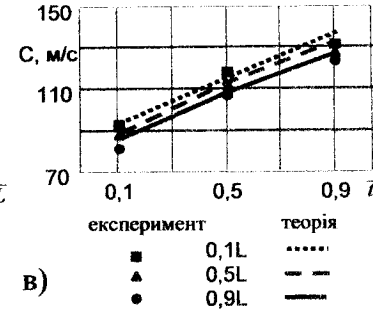 150
C, м/с
110
70
0,1 0,5 0,9
експеримент теорія
0,1L
0,5L
0,9L
в)